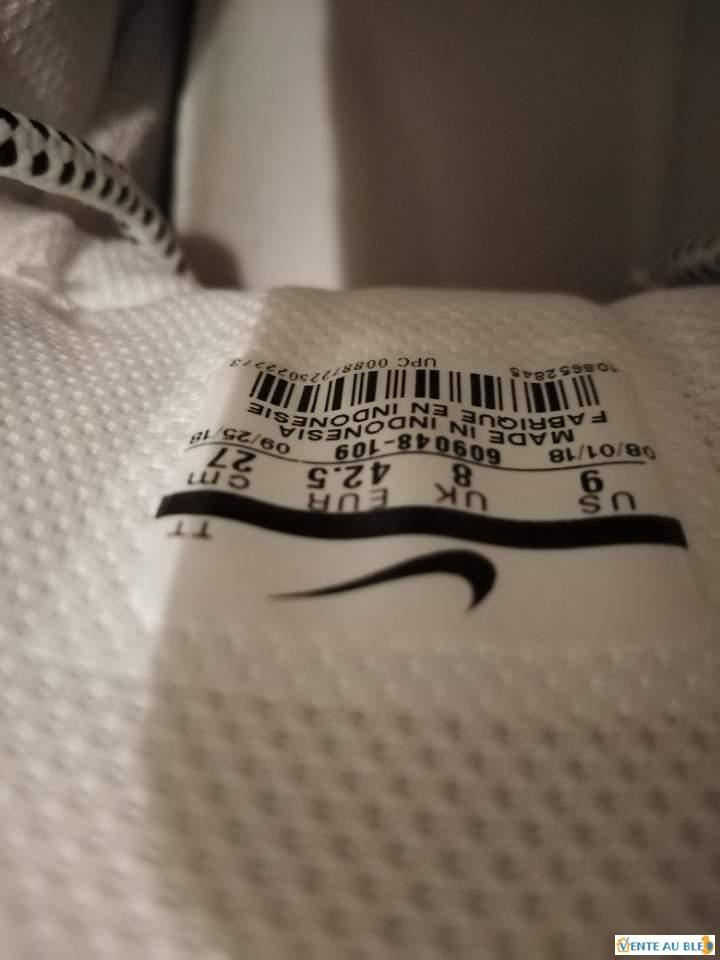 TT
US UK EUR cm
9 8 42.5 27
08/01/18 609048-109 09/25/18
MADE IN INDONESIA
FABRIQUE EN INDONESIE
108652845 UPC
VENTE AU BLED